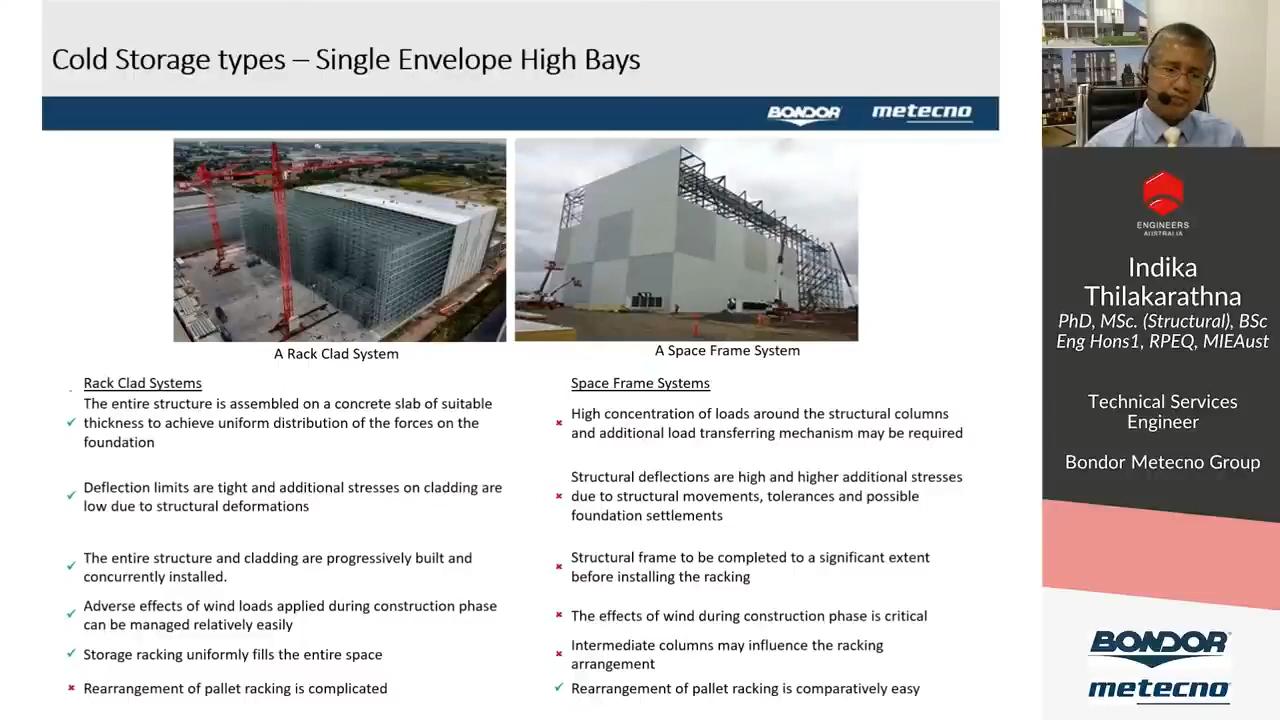 Cold Storage types – Single Envelope High Bays
BONDOR metecno
A Rack Clad System
A Space Frame System
Rack Clad Systems
The entire structure is assembled on a concrete slab of suitable
thickness to achieve uniform distribution of the forces on the
foundation
Deflection limits are tight and additional stresses on cladding are
low due to structural deformations
The entire structure and cladding are progressively built and
concurrently installed.
Adverse effects of wind loads applied during construction phase
can be managed relatively easily
Storage racking uniformly fills the entire space
Rearrangement of pallet racking is complicated
Space Frame Systems
High concentration of loads around the structural columns
and additional load transferring mechanism may be required
Structural deflections are high and higher additional stresses
due to structural movements, tolerances and possible
foundation settlements
Structural frame to be completed to a significant extent
before installing the racking
The effects of wind during construction phase is critical
Intermediate columns may influence the racking
arrangement
Rearrangement of pallet racking is comparatively easy
ENGINEERS
AUSTRALIA
Indika
Thilakarathna
PhD, MSc. (Structural), BSc
Eng Hons1, RPEQ, MIEAust
Technical Services
Engineer
Bondor Metecno Group
BONDOR
metecno